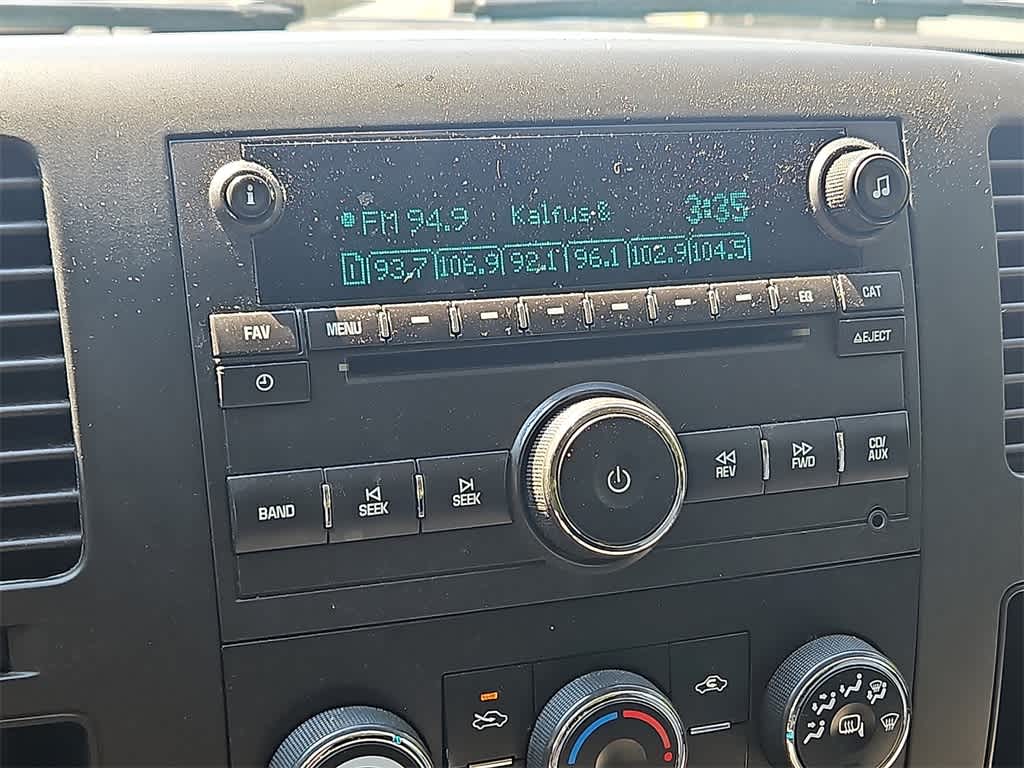 i
FM 94.9 Kalfus& 3:35
1 93.7 106.9 92.1 96.1 102.9 104.5
FAV MENU EQ CAT
EJECT
BAND SEEK SEEK REV FWD CD/
AUX